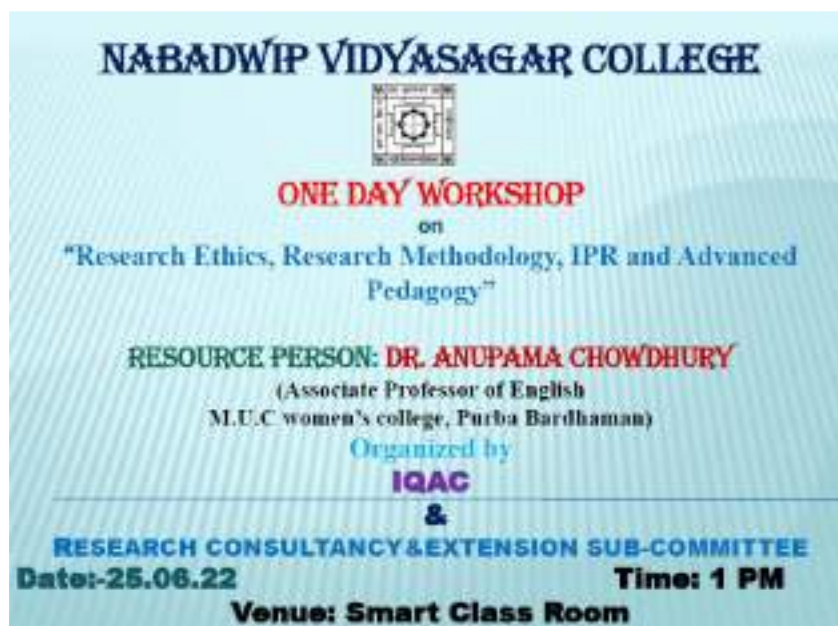 NABADWIP VIDYASAGAR COLLEGE
ONE DAY WORKSHOP
on
“Research Ethics, Research Methodology, IPR and Advanced
Pedagogy”
RESOURCE PERSON: DR. ANUPAMA CHOWDHURY
(Associate Professor of English
M.U.C women’s college, Purba Bardhaman)
Organized by
IQAC
&
RESEARCH CONSULTANCY&EXTENSION SUB-COMMITTEE
Date:-25.06.22 Time: 1 PM
Venue: Smart Class Room